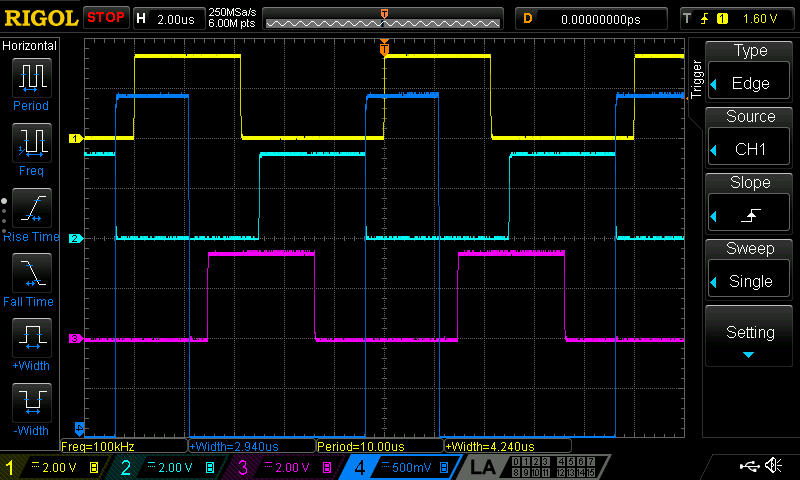 RIGOL STOP H 2.00us 250MSa/s 6.00M pts T D 0.00000000ps T 1 1.60 V
Horizontal
Period
Freq
Rise Time
Fall Time
+Width
-Width
T
1
2
3
4
Trigger
Type
Edge
Source
CH1
Slope
Sweep
Single
Setting
Freq=100kHz +Width=2.940us Period=10.00us +Width=4.240us
1 2.00 V B 2 2.00 V B 3 2.00 V B 4 500mV B LA 0 1 2 3 4 5 6 7
8 9 10 11 12 13 14 15